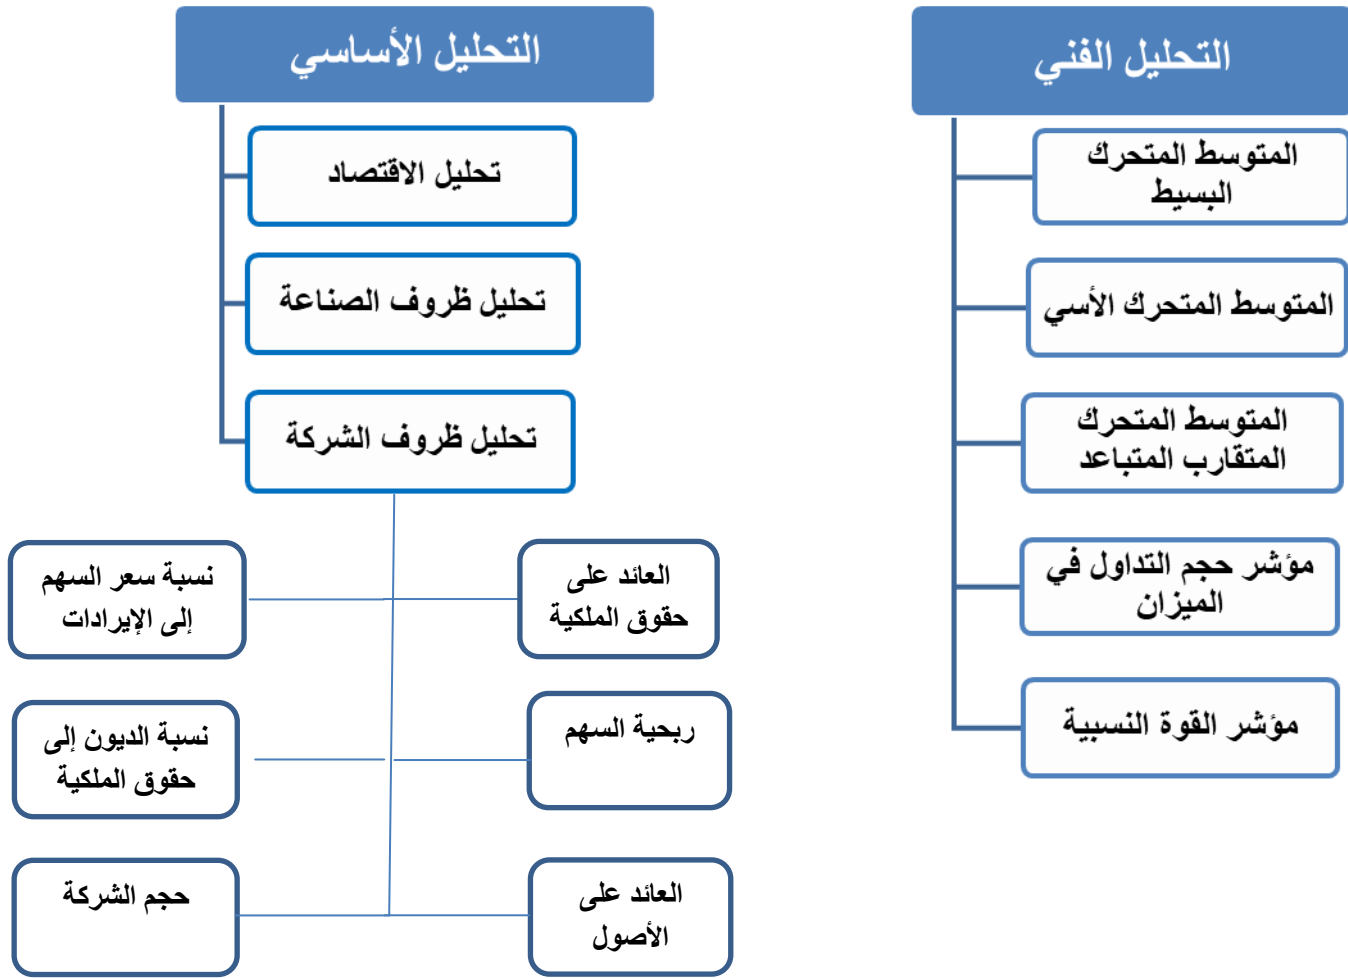 التحليل الفني
المتوسط المتحرك
البسيط
المتوسط المتحرك الأسي
المتوسط المتحرك
المتقارب المتباعد
مؤشر حجم التداول في
الميزان
مؤشر القوة النسبية
التحليل الأساسي
تحليل الاقتصاد
تحليل ظروف الصناعة
تحليل ظروف الشركة
العائد على
حقوق الملكية
نسبة سعر السهم
إلى الإيرادات
ربحية السهم
نسبة الديون إلى
حقوق الملكية
العائد على
الأصول
حجم الشركة